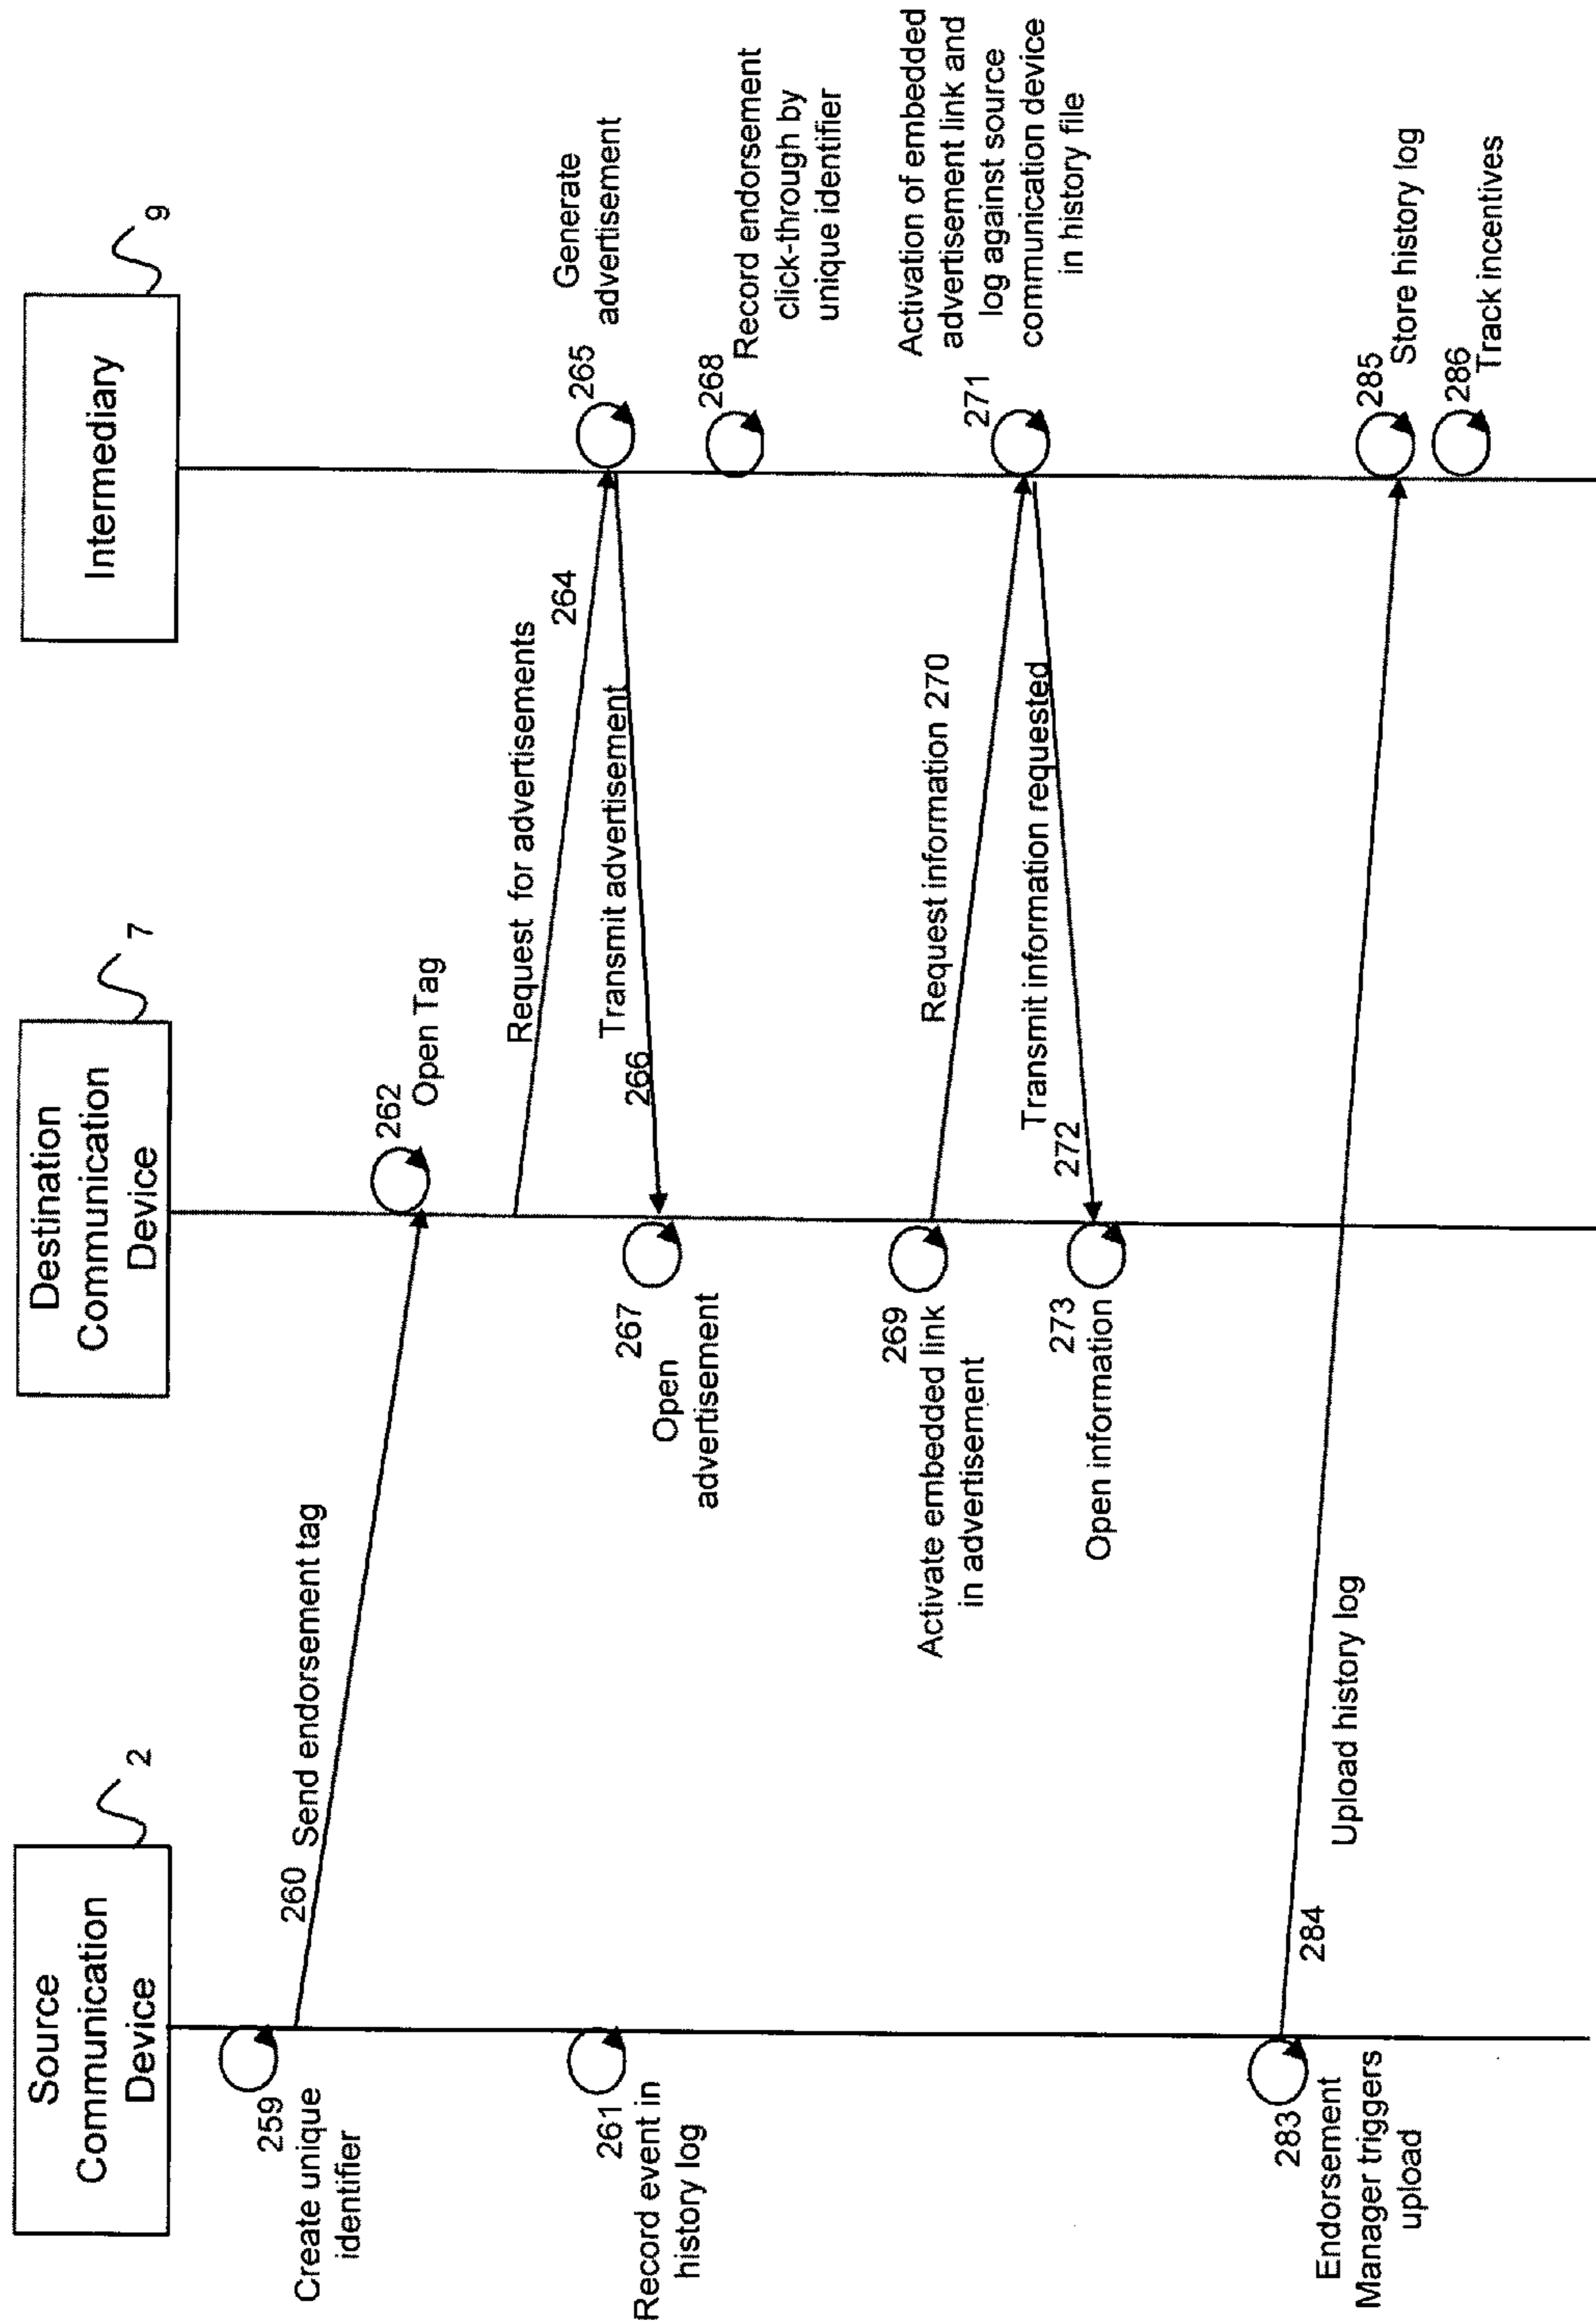 Source
Communication
Device
2
Destination
Communication
Device
7
Intermediary
9
259
Create unique
identifier
260 Send endorsement tag
262
Open Tag
261
Record event in
history log
Request for advertisements
264
265
Generate
advertisement
Transmit advertisement
266
267
Open
advertisement
268
Record endorsement
click-through by
unique identifier
269
Activate embedded link
in advertisement
Request information 270
271
Activation of embedded
advertisement link and
log against source
communication device
in history file
Transmit information requested
272
273
Open information
283
Endorsement
Manager triggers
upload
284
Upload history log
285
Store history log
286
Track incentives